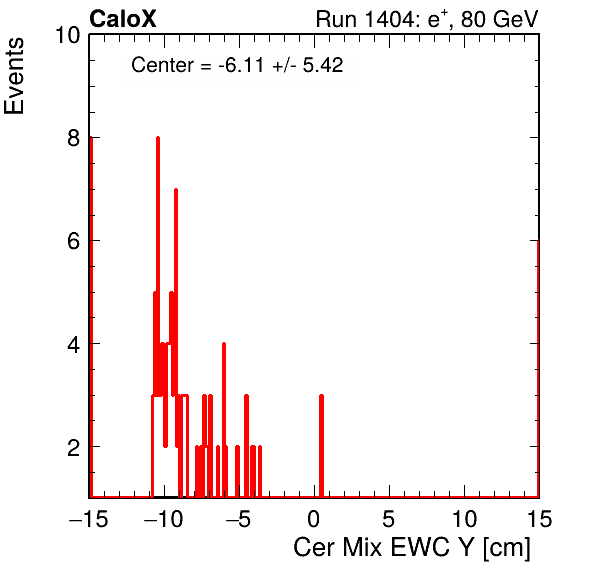 CaloX Run 1404: e⁺, 80 GeV
Center = -6.11 +/- 5.42
Events
10
8
6
4
2
−15 −10 −5 0 5 10 15
Cer Mix EWC Y [cm]